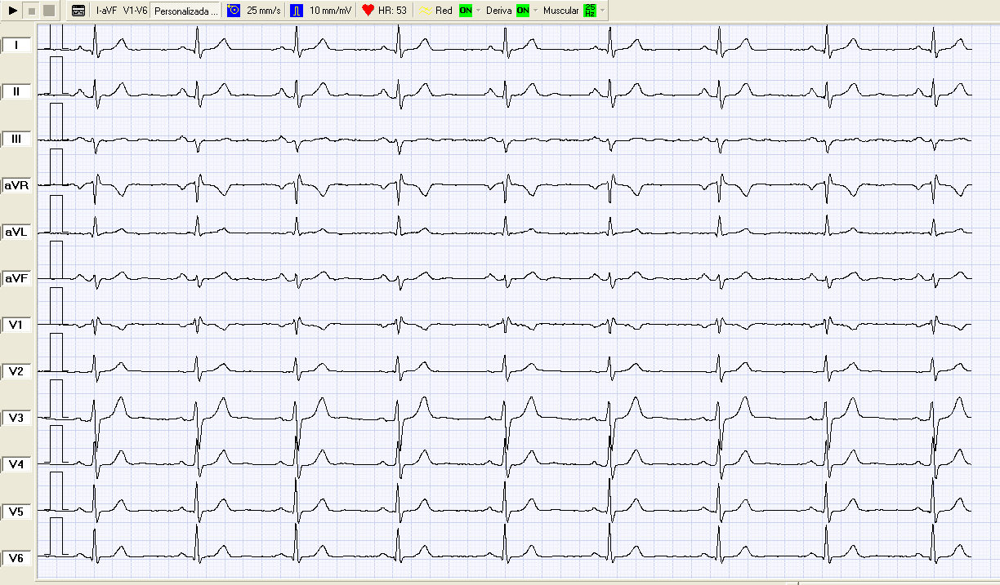 I-aVF V1-V6 Personalizada ... 25 mm/s 10 mm/mV HR: 53 Red ON Deriva ON Muscular 25 Hz
I
II
III
aVR
aVL
aVF
V1
V2
V3
V4
V5
V6